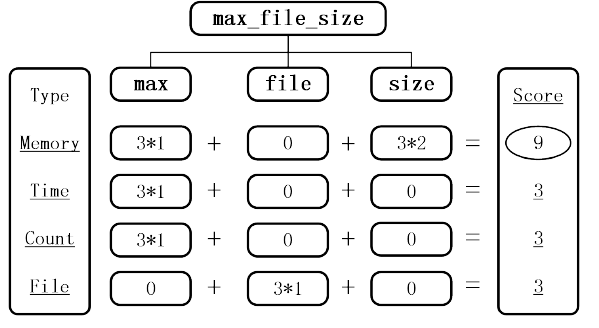 max_file_size
Type max file size Score
Memory 3*1 + 0 + 3*2 = 9
Time 3*1 + 0 + 0 = 3
Count 3*1 + 0 + 0 = 3
File 0 + 3*1 + 0 = 3